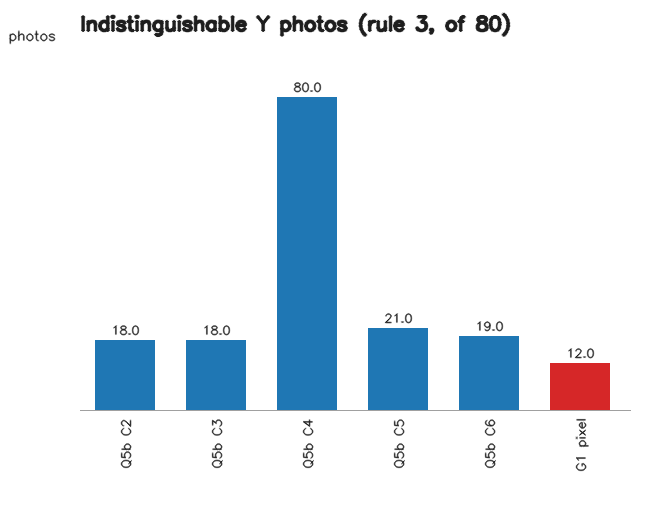 Indistinguishable Y photos (rule 3, of 80)
photos
80.0
18.0
18.0
21.0
19.0
12.0
Q5b C2
Q5b C3
Q5b C4
Q5b C5
Q5b C6
G1 pixel